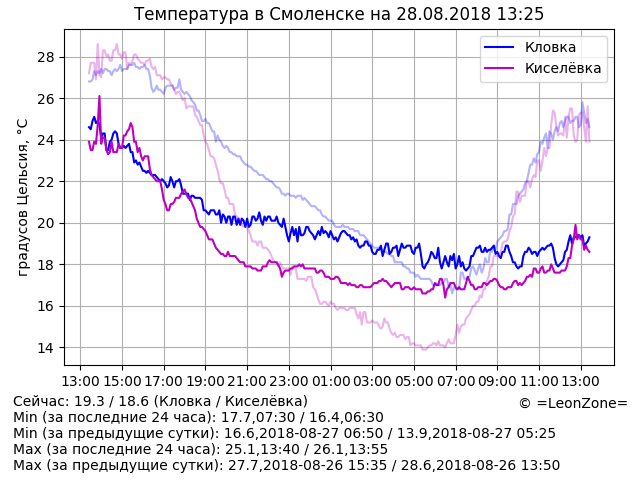 Температура в Смоленске на 28.08.2018 13:25
Кловка
Киселёвка
градусов Цельсия, °C
28
26
24
22
20
18
16
14
13:00 15:00 17:00 19:00 21:00 23:00 01:00 03:00 05:00 07:00 09:00 11:00 13:00
Сейчас: 19.3 / 18.6 (Кловка / Киселёвка)
© =LeonZone=
Min (за последние 24 часа): 17.7,07:30 / 16.4,06:30
Min (за предыдущие сутки): 16.6,2018-08-27 06:50 / 13.9,2018-08-27 05:25
Max (за последние 24 часа): 25.1,13:40 / 26.1,13:55
Max (за предыдущие сутки): 27.7,2018-08-26 15:35 / 28.6,2018-08-26 13:50